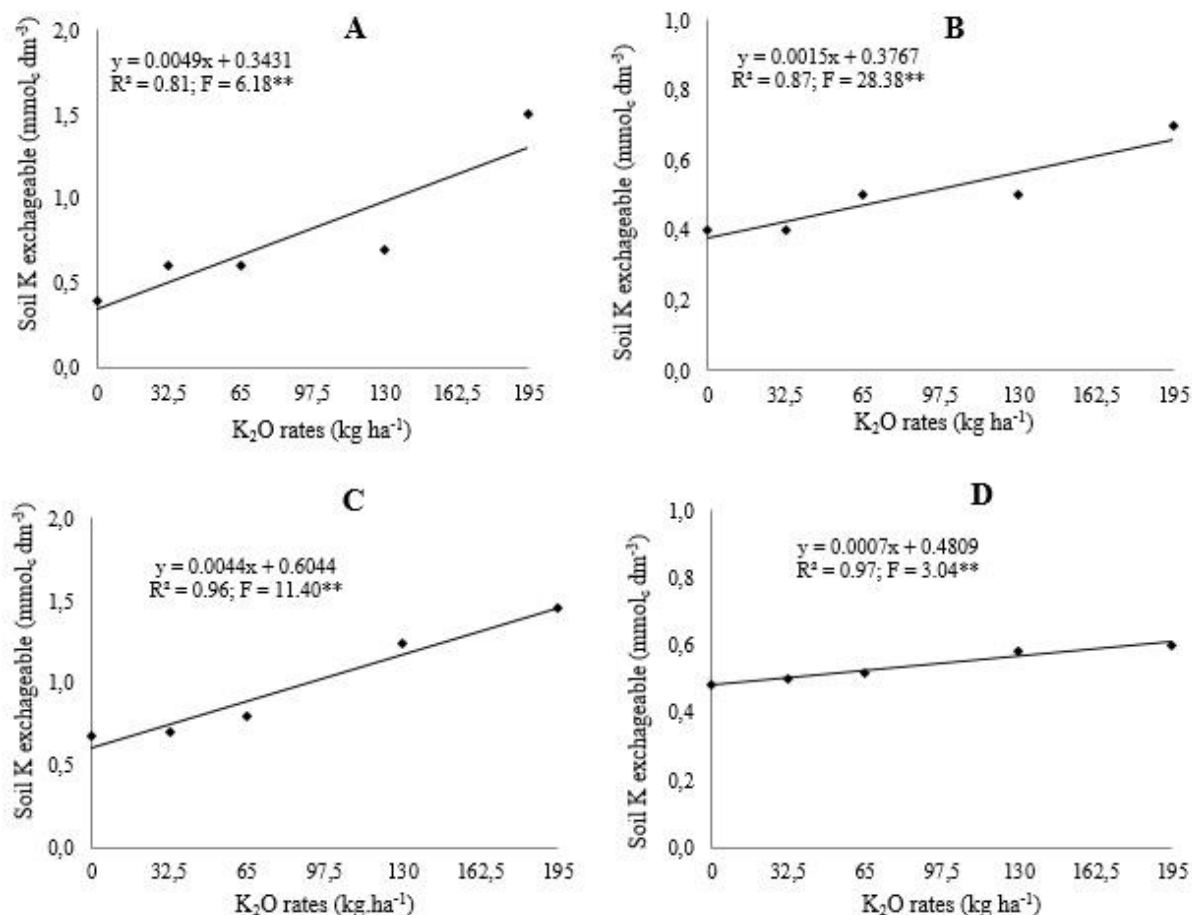 A
y = 0.0049x + 0.3431
R² = 0.81; F = 6.18**
Soil K exchageable (mmolc dm-3)
2,0
1,5
1,0
0,5
0,0
0 32,5 65 97,5 130 162,5 195
K2O rates (kg ha-1)
B
y = 0.0015x + 0.3767
R² = 0.87; F = 28.38**
Soil K exchageable (mmolc dm-3)
1,0
0,8
0,6
0,4
0,2
0,0
0 32,5 65 97,5 130 162,5 195
K2O rates (kg ha-1)
C
y = 0.0044x + 0.6044
R² = 0.96; F = 11.40**
Soil K exchageable (mmolc dm-3)
2,0
1,5
1,0
0,5
0,0
0 32,5 65 97,5 130 162,5 195
K2O rates (kg.ha-1)
D
y = 0.0007x + 0.4809
R² = 0.97; F = 3.04**
Soil K exchageable (mmolc dm-3)
1,0
0,8
0,6
0,4
0,2
0,0
0 32,5 65 97,5 130 162,5 195
K2O rates (kg ha-1)